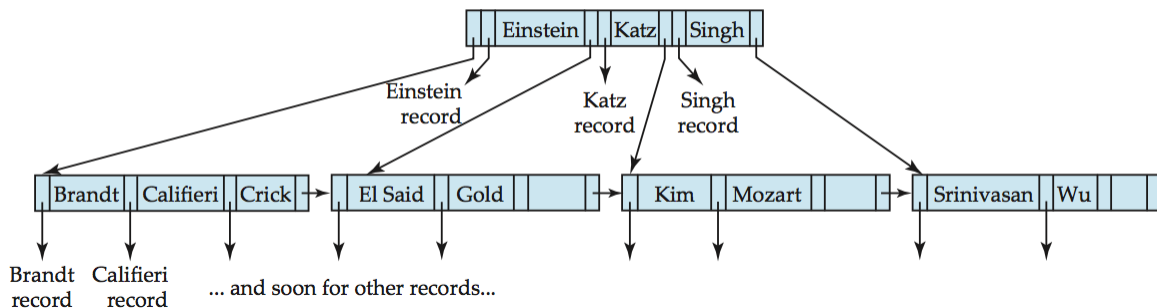 Einstein Katz Singh
Einstein
record
Katz
record
Singh
record
Brandt Califieri Crick El Said Gold Kim Mozart Srinivasan Wu
Brandt
record
Califieri
record
... and soon for other records...